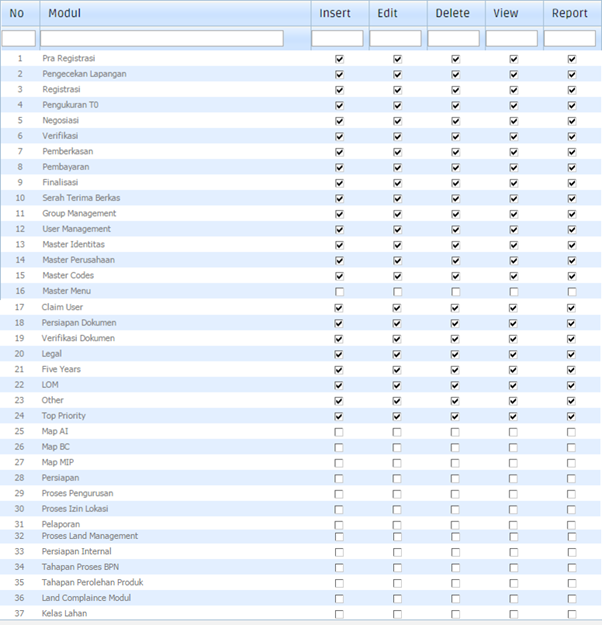 No Modul Insert Edit Delete View Report
1 Pra Registrasi
2 Pengecekan Lapangan
3 Registrasi
4 Pengukuran T0
5 Negosiasi
6 Verifikasi
7 Pemberkasan
8 Pembayaran
9 Finalisasi
10 Serah Terima Berkas
11 Group Management
12 User Management
13 Master Identitas
14 Master Perusahaan
15 Master Codes
16 Master Menu
17 Claim User
18 Persiapan Dokumen
19 Verifikasi Dokumen
20 Legal
21 Five Years
22 LOM
23 Other
24 Top Priority
25 Map AI
26 Map BC
27 Map MIP
28 Persiapan
29 Proses Pengurusan
30 Proses Izin Lokasi
31 Pelaporan
32 Proses Land Management
33 Persiapan Internal
34 Tahapan Proses BPN
35 Tahapan Perolehan Produk
36 Land Complaince Modul
37 Kelas Lahan